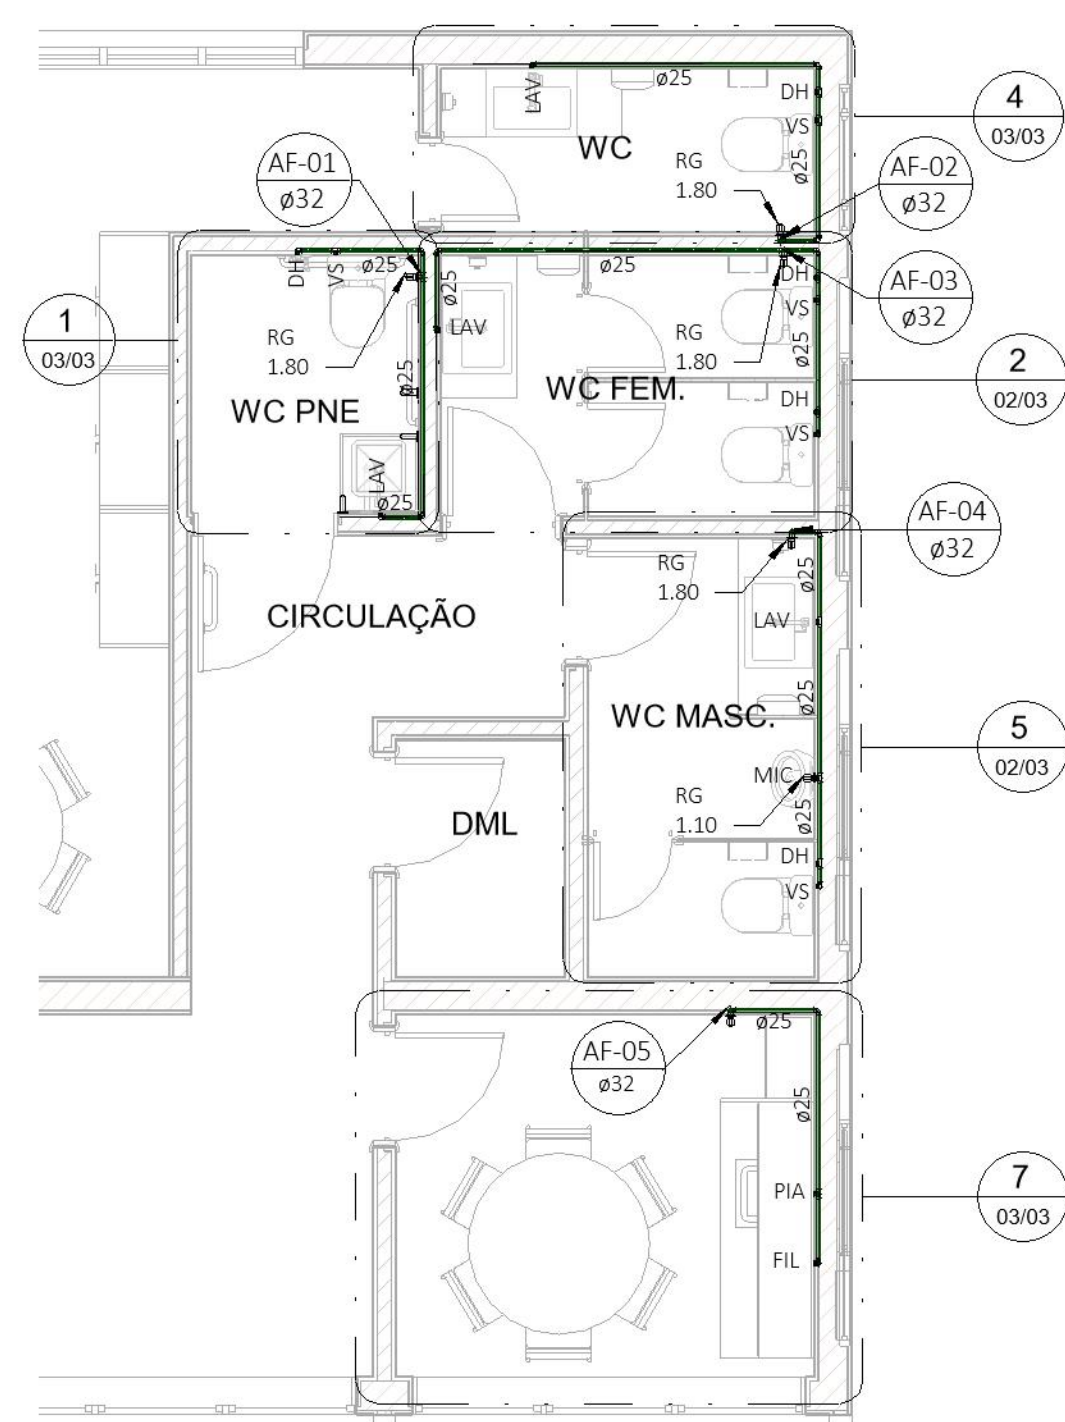 ø25
LAV
DH
4
03/03
VS
WC
ø25
AF-01
ø32
RG
1.80
AF-02
ø32
DH
VS
ø25
ø25
ø25
DH
AF-03
ø32
VS
1
03/03
LAV
RG
1.80
RG
1.80
ø25
2
02/03
ø25
WC PNE
WC FEM.
DH
VS
LAV
ø25
AF-04
ø32
RG
1.80
ø25
CIRCULAÇÃO
LAV
ø25
WC MASC.
5
02/03
MIC
RG
1.10
ø25
DML
DH
VS
ø25
AF-05
ø32
ø25
PIA
7
03/03
FIL